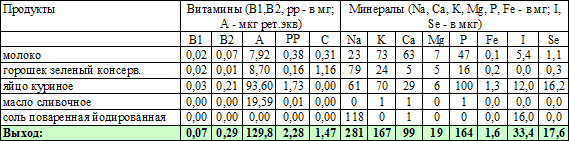 Продукты Витамины (B1,B2, рр - в мг; Минералы (Na, Ca, K, Mg, P, Fe - в мг; I,
А - мкг рет.экв) Se - в мкг)
B1 B2 A PP C Na K Ca Mg P Fe I Se
молоко 0,02 0,07 7,92 0,38 0,31 23 73 63 7 47 0,1 5,4 1,1
горошек зеленый консерв. 0,02 0,01 8,70 0,16 1,16 79 24 5 5 16 0,2 0,0 0,3
яйцо куриное 0,03 0,21 93,60 1,73 0,00 61 70 29 6 100 1,3 12,0 16,2
масло сливочное 0,00 0,00 19,59 0,01 0,00 0 1 1 0 1 0,0 0,0 0,0
соль поваренная йодированная 0,00 0,00 0,00 0,00 0,00 118 0 1 0 0 0,0 16,0 0,0
Выход: 0,07 0,29 129,8 2,28 1,47 281 167 99 19 164 1,6 33,4 17,6